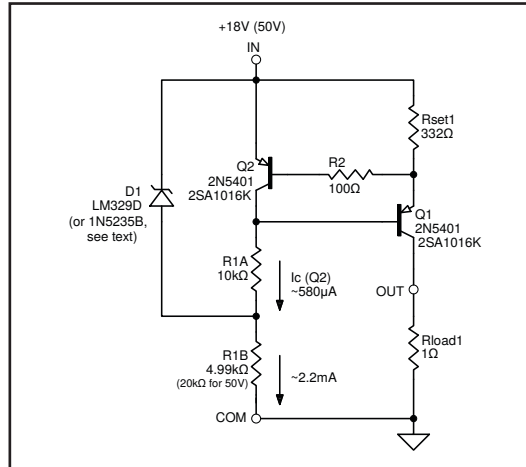 +18V (50V)
IN
Rset1
332Ω
Q2
2N5401
2SA1016K
R2
100Ω
D1
LM329D
(or 1N5235B,
see text)
Q1
2N5401
2SA1016K
R1A
10kΩ
Ic (Q2)
~580µA
OUT
Rload1
1Ω
R1B
4.99kΩ
(20kΩ for 50V)
~2.2mA
COM